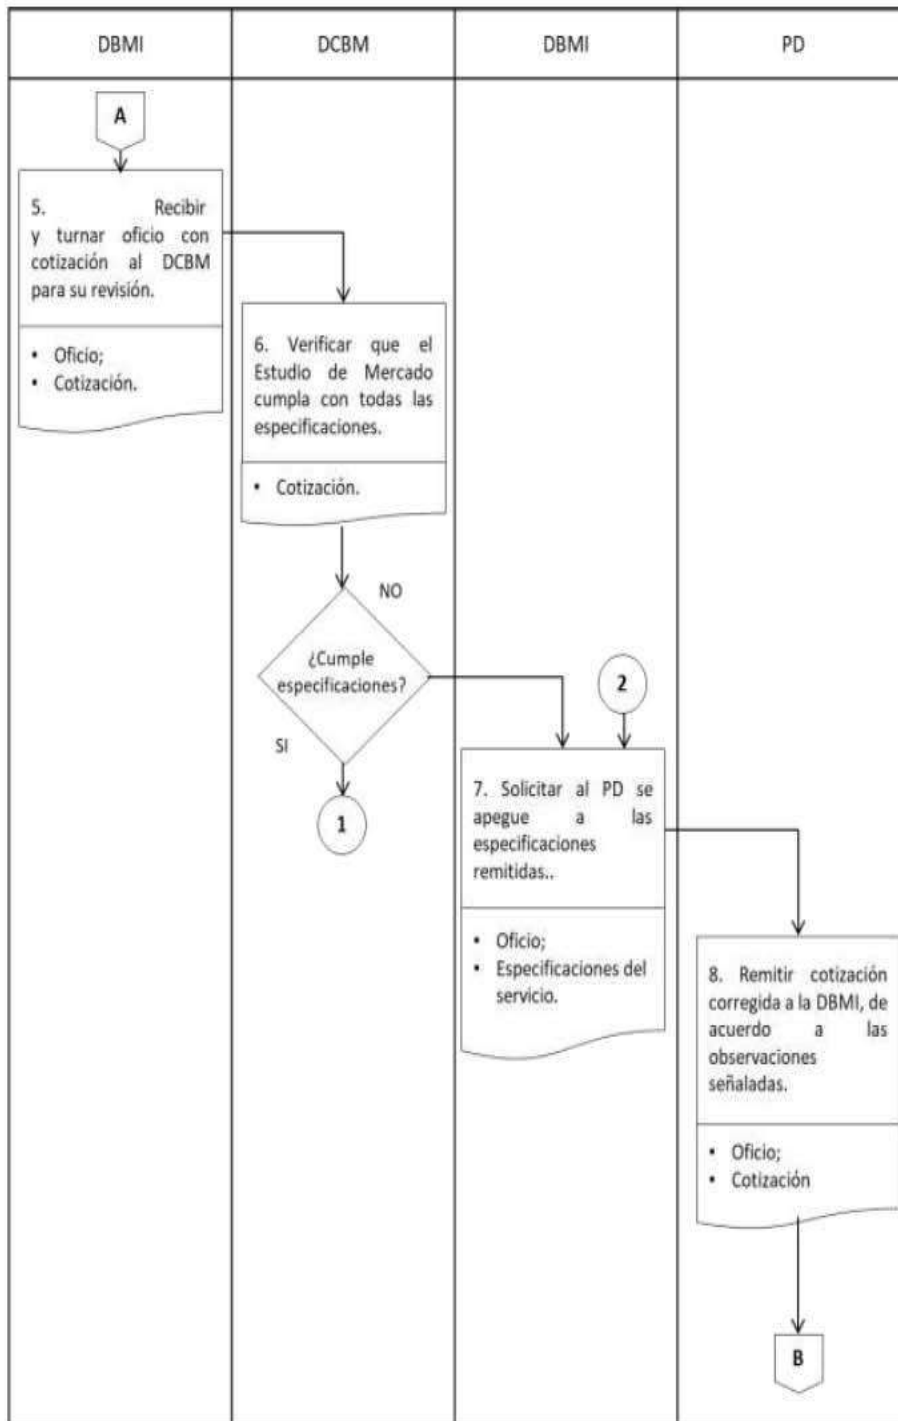 DBMI
DCBM
DBMI
PD
A
5. Recibir
y turnar oficio con
cotización al DCBM
para su revisión.
• Oficio;
• Cotización.
6. Verificar que el
Estudio de Mercado
cumpla con todas las
especificaciones.
• Cotización.
NO
¿Cumple
especificaciones?
SI
1
2
7. Solicitar al PD se
apegue a las
especificaciones
remitidas..
• Oficio;
• Especificaciones del
servicio.
8. Remitir cotización
corregida a la DBMI, de
acuerdo a las
observaciones
señaladas.
• Oficio;
• Cotización
B